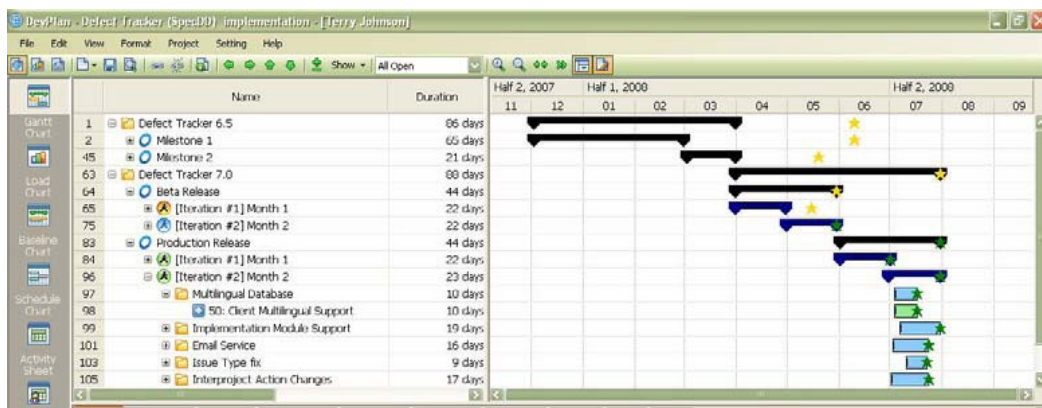 DevPlan - Defect Tracker (SpecDD) implementation - [Terry Johnson]
File Edit View Format Project Setting Help
Show All Open
Gantt Chart
Load Chart
Baseline Chart
Schedule Chart
Activity Sheet
Name Duration
Half 2, 2007 Half 1, 2008 Half 2, 2008
11 12 01 02 03 04 05 06 07 08 09
1 Defect Tracker 6.5 86 days
2 Milestone 1 65 days
45 Milestone 2 21 days
63 Defect Tracker 7.0 88 days
64 Beta Release 44 days
65 [Iteration #1] Month 1 22 days
75 [Iteration #2] Month 2 22 days
83 Production Release 44 days
84 [Iteration #1] Month 1 22 days
96 [Iteration #2] Month 2 23 days
97 Multilingual Database 10 days
98 50: Client Multilingual Support 10 days
99 Implementation Module Support 19 days
101 Email Service 16 days
103 Issue Type fix 9 days
105 Interproject Action Changes 17 days